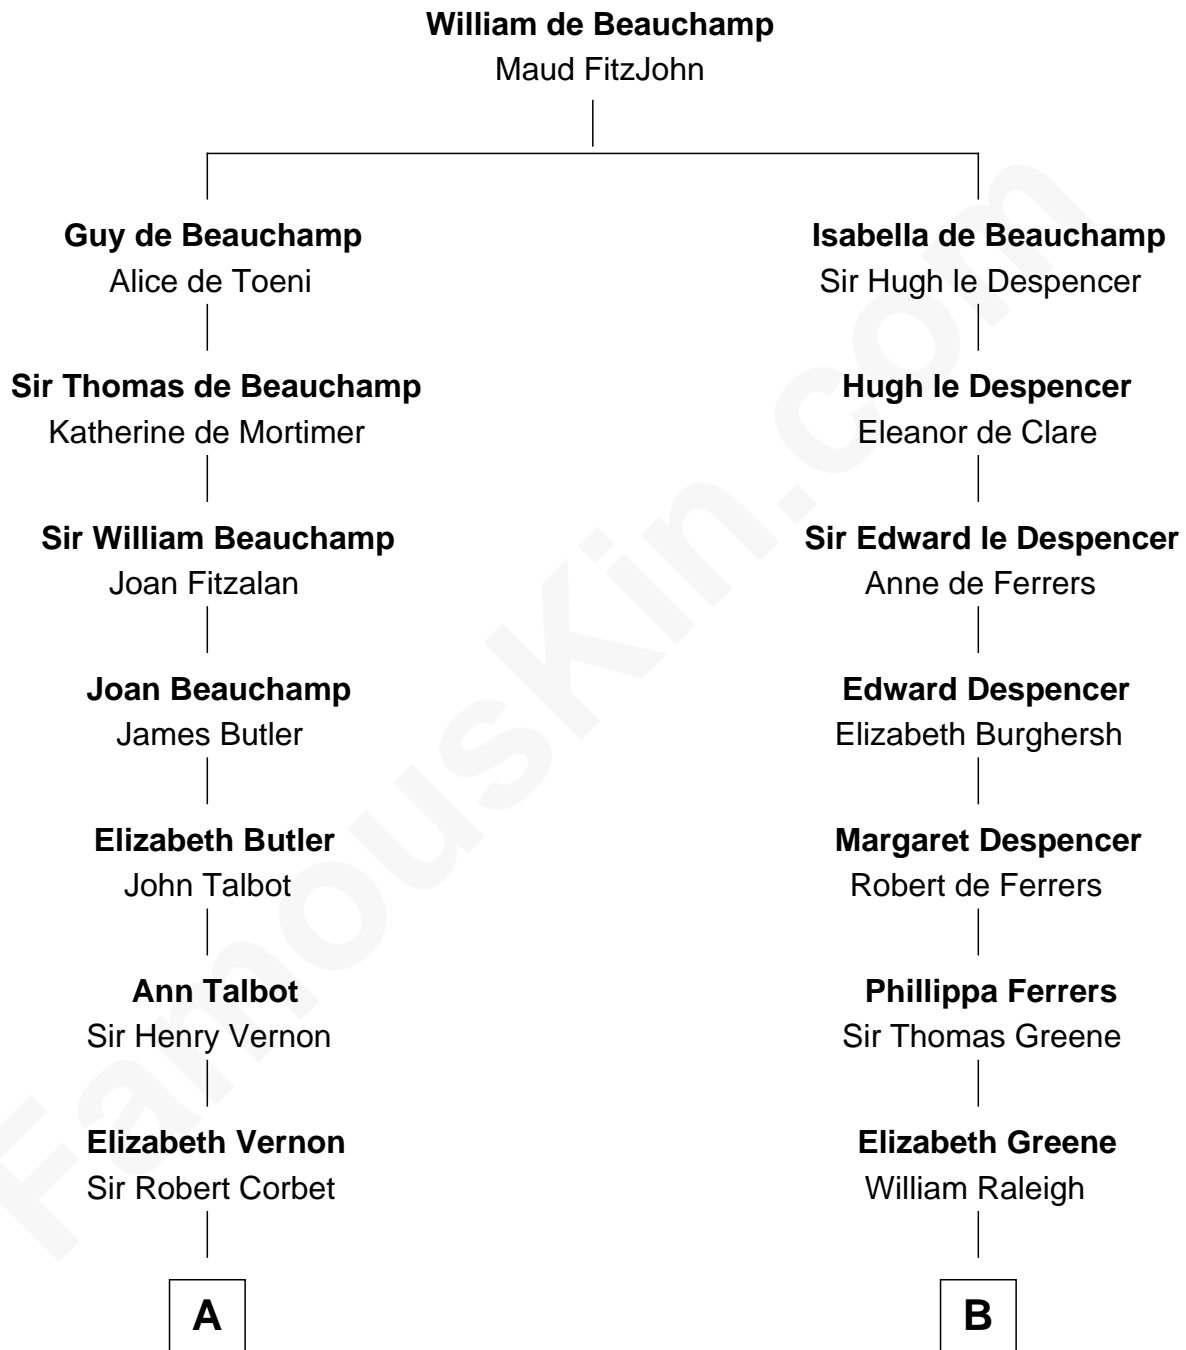 William de Beauchamp
Maud FitzJohn
Guy de Beauchamp
Alice de Toeni
Isabella de Beauchamp
Sir Hugh le Despencer
Sir Thomas de Beauchamp
Katherine de Mortimer
Hugh le Despencer
Eleanor de Clare
Sir William Beauchamp
Joan Fitzalan
Sir Edward le Despencer
Anne de Ferrers
Joan Beauchamp
James Butler
Edward Despencer
Elizabeth Burghersh
Elizabeth Butler
John Talbot
Margaret Despencer
Robert de Ferrers
Ann Talbot
Sir Henry Vernon
Phillippa Ferrers
Sir Thomas Greene
Elizabeth Vernon
Sir Robert Corbet
Elizabeth Greene
William Raleigh
A
B
FamousKin.com